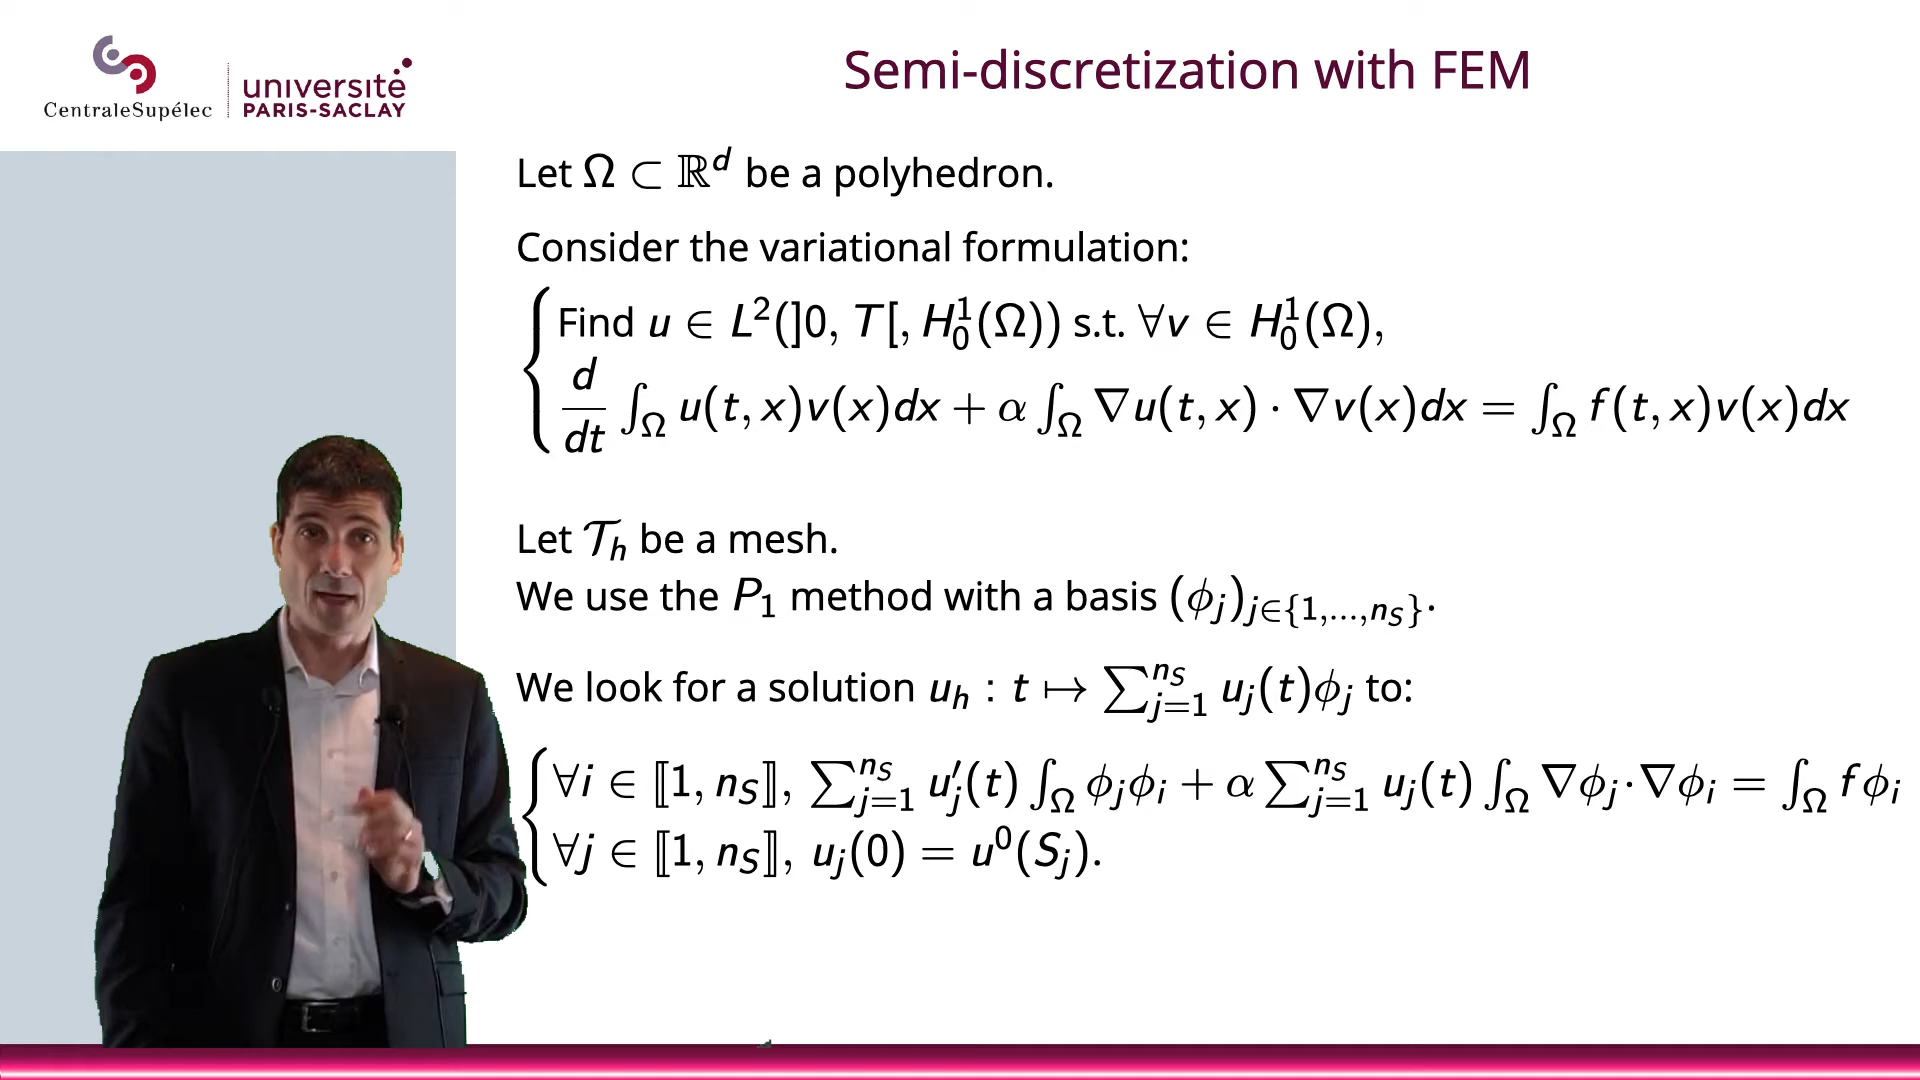 CentraleSupélec
université
PARIS-SACLAY
Semi-discretization with FEM
Let Ω ⊂ ℝ^d be a polyhedron.
Consider the variational formulation:
Find u ∈ L²(]0, T[, H₀¹(Ω)) s.t. ∀v ∈ H₀¹(Ω),
d/dt ∫_Ω u(t, x)v(x)dx + α ∫_Ω ∇u(t, x) · ∇v(x)dx = ∫_Ω f(t, x)v(x)dx
Let 𝒯_h be a mesh.
We use the P₁ method with a basis (ϕ_j)_{j∈{1,...,n_S}}.
We look for a solution u_h : t ↦ ∑_{j=1}^{n_S} u_j(t)ϕ_j to:
∀i ∈ ⟦1, n_S⟧, ∑_{j=1}^{n_S} u′_j(t) ∫_Ω ϕ_jϕ_i + α ∑_{j=1}^{n_S} u_j(t) ∫_Ω ∇ϕ_j·∇ϕ_i = ∫_Ω fϕ_i
∀j ∈ ⟦1, n_S⟧, u_j(0) = u⁰(S_j).